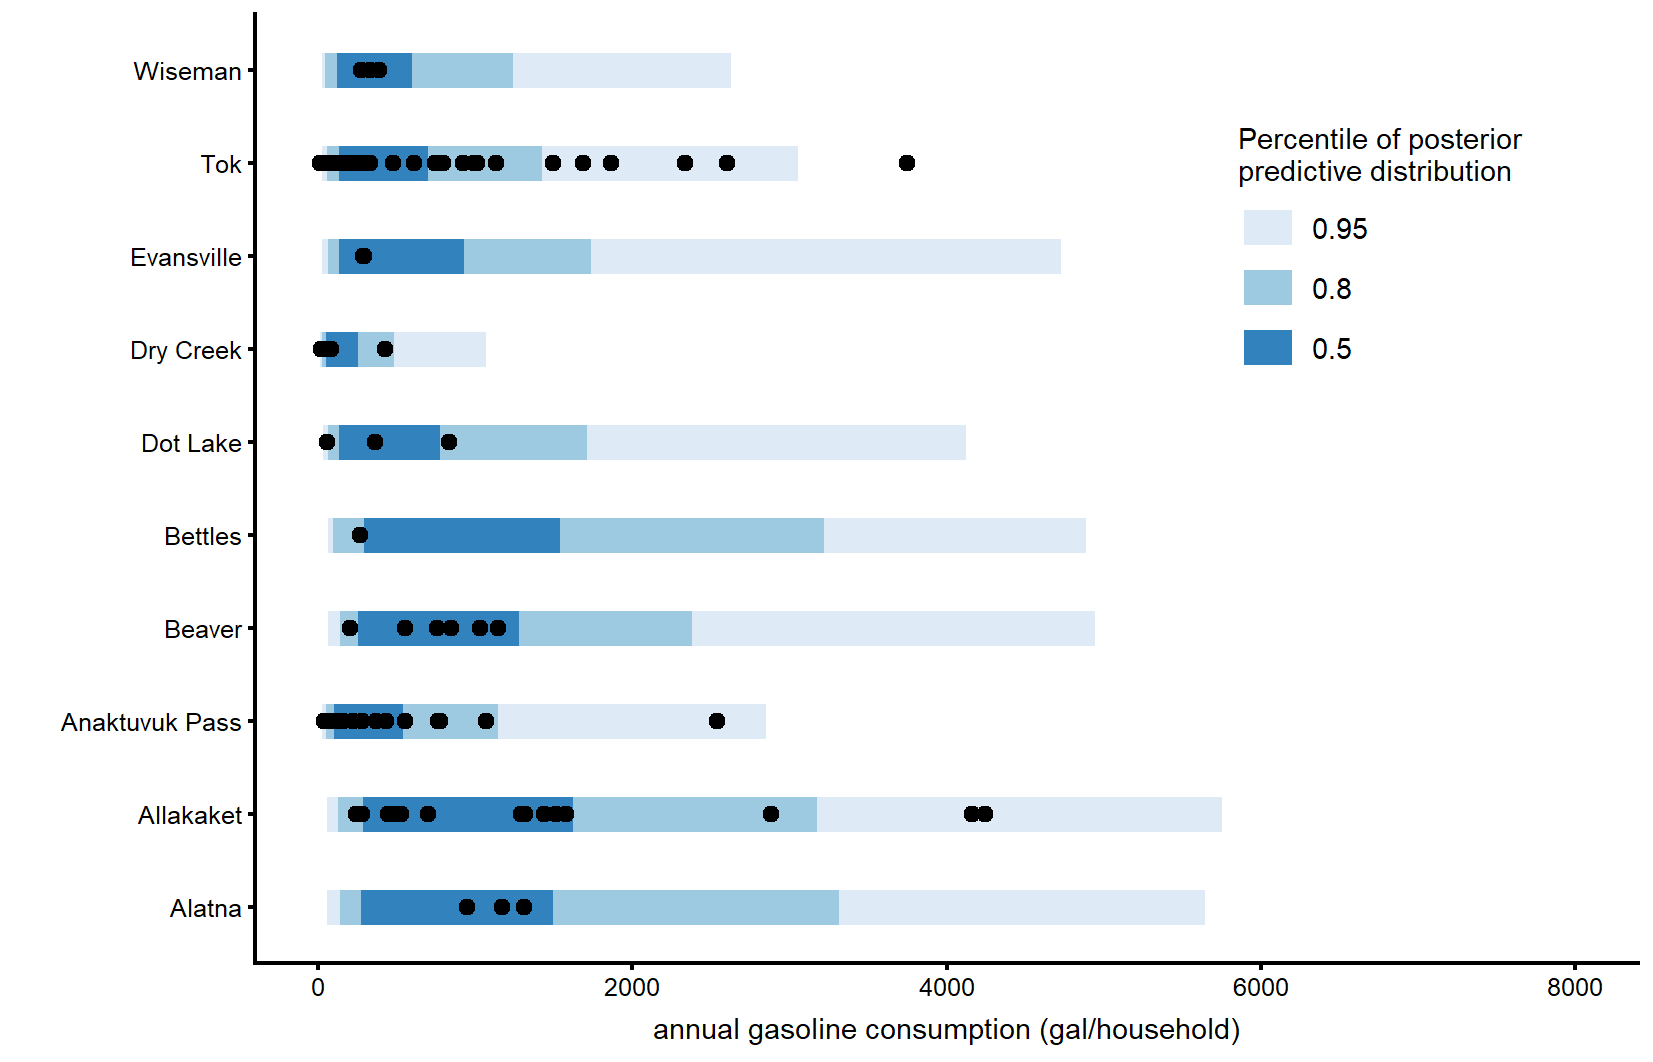 Wiseman
Tok
Evansville
Dry Creek
Dot Lake
Bettles
Beaver
Anaktuvuk Pass
Allakaket
Alatna
Percentile of posterior
predictive distribution
0.95
0.8
0.5
0
2000
4000
6000
8000
annual gasoline consumption (gal/household)